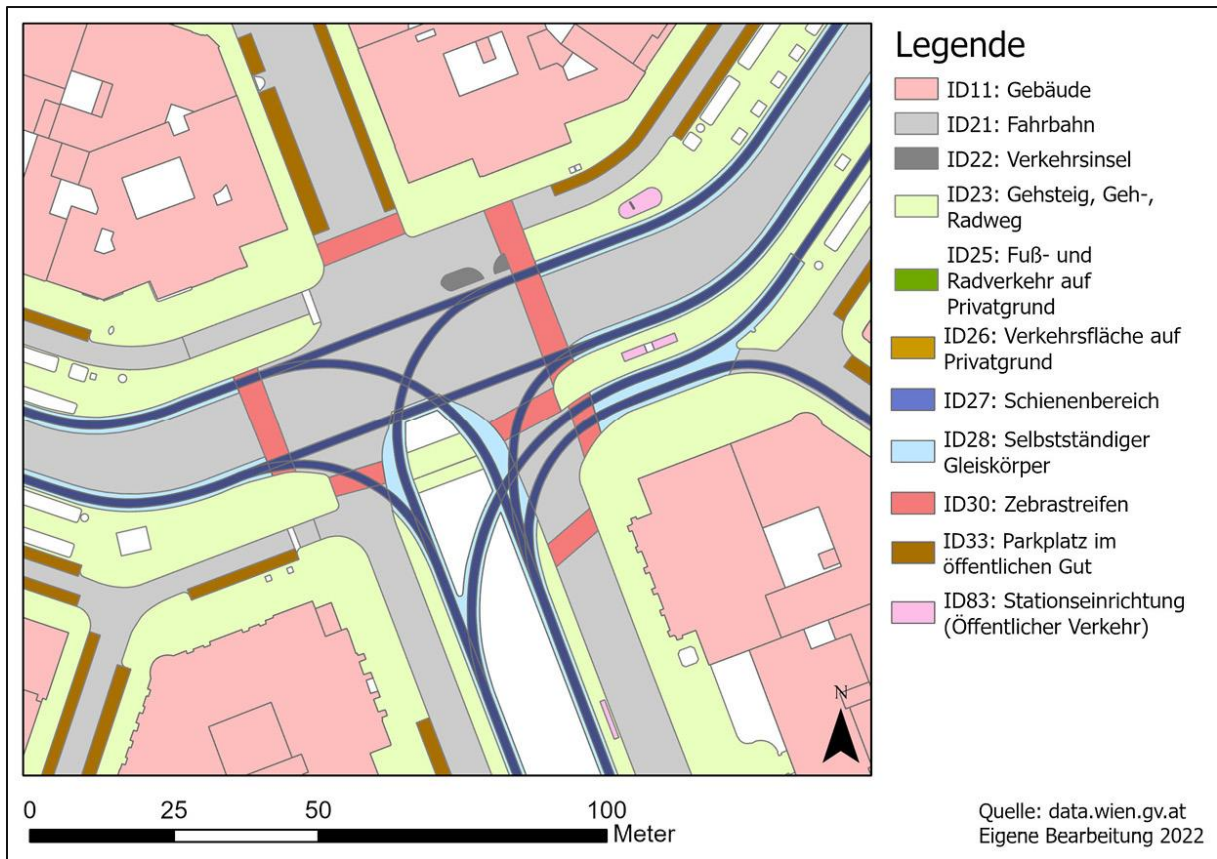 Legende
ID11: Gebäude
ID21: Fahrbahn
ID22: Verkehrsinsel
ID23: Gehsteig, Geh-,
Radweg
ID25: Fuß- und
Radverkehr auf
Privatgrund
ID26: Verkehrsfläche auf
Privatgrund
ID27: Schienenbereich
ID28: Selbstständiger
Gleiskörper
ID30: Zebrastreifen
ID33: Parkplatz im
öffentlichen Gut
ID83: Stationseinrichtung
(Öffentlicher Verkehr)
N
0 25 50 100
Meter
Quelle: data.wien.gv.at
Eigene Bearbeitung 2022